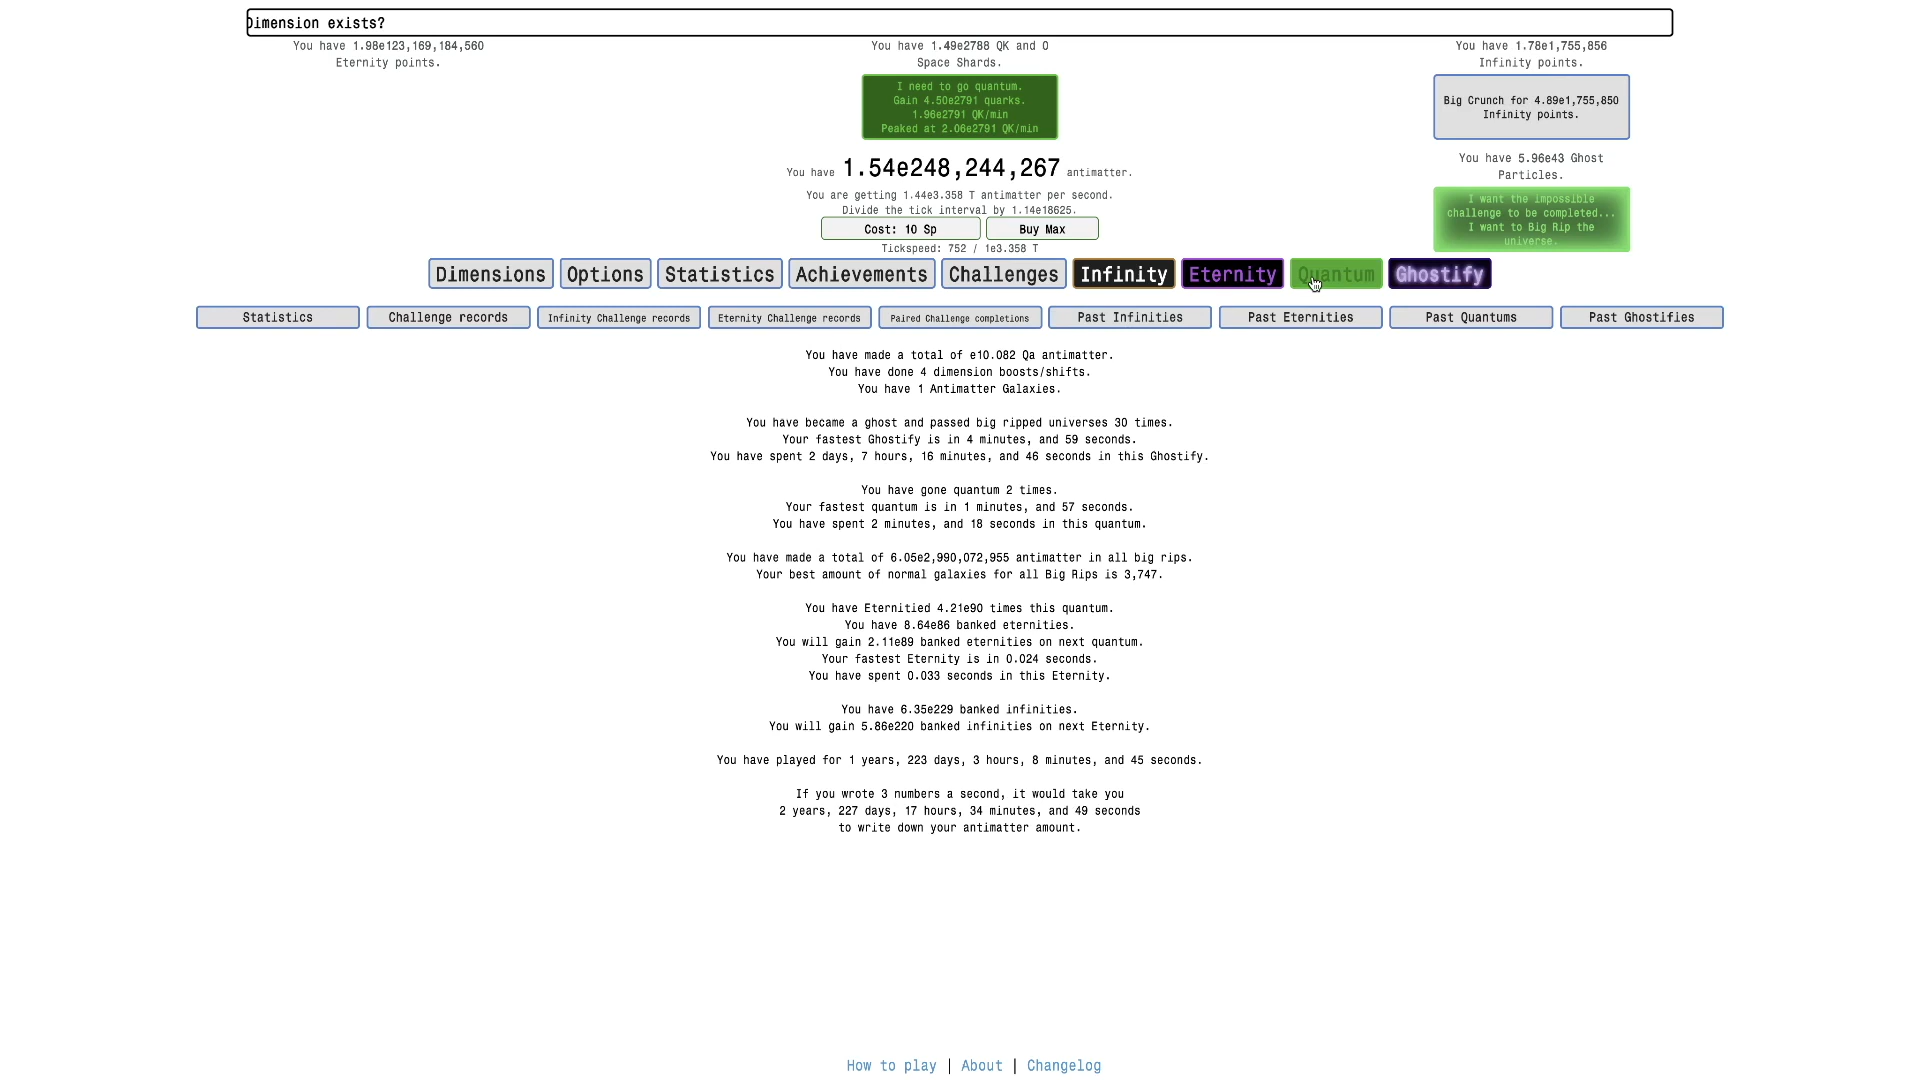 Dimension exists?
You have 1.98e123,169,184,560
Eternity points.
You have 1.49e2788 QK and 0
Space Shards.
You have 1.78e1,755,856
Infinity points.
I need to go quantum.
Gain 4.50e2791 quarks.
1.96e2791 QK/min
Peaked at 2.06e2791 QK/min
Big Crunch for 4.89e1,755,850
Infinity points.
You have 1.54e248,244,267 antimatter.
You have 5.96e43 Ghost
Particles.
You are getting 1.44e3.358 T antimatter per second.
Divide the tick interval by 1.14e18625.
I want the impossible
challenge to be completed...
I want to Big Rip the
universe.
Cost: 10 Sp
Buy Max
Tickspeed: 752 / 1e3.358 T
Dimensions
Options
Statistics
Achievements
Challenges
Infinity
Eternity
Quantum
Ghostify
Statistics
Challenge records
Infinity Challenge records
Eternity Challenge records
Paired Challenge completions
Past Infinities
Past Eternities
Past Quantums
Past Ghostifies
You have made a total of e10.082 Qa antimatter.
You have done 4 dimension boosts/shifts.
You have 1 Antimatter Galaxies.
You have became a ghost and passed big ripped universes 30 times.
Your fastest Ghostify is in 4 minutes, and 59 seconds.
You have spent 2 days, 7 hours, 16 minutes, and 46 seconds in this Ghostify.
You have gone quantum 2 times.
Your fastest quantum is in 1 minutes, and 57 seconds.
You have spent 2 minutes, and 18 seconds in this quantum.
You have made a total of 6.05e2,990,072,955 antimatter in all big rips.
Your best amount of normal galaxies for all Big Rips is 3,747.
You have Eternitied 4.21e90 times this quantum.
You have 8.64e86 banked eternities.
You will gain 2.11e89 banked eternities on next quantum.
Your fastest Eternity is in 0.024 seconds.
You have spent 0.033 seconds in this Eternity.
You have 6.35e229 banked infinities.
You will gain 5.86e220 banked infinities on next Eternity.
You have played for 1 years, 223 days, 3 hours, 8 minutes, and 45 seconds.
If you wrote 3 numbers a second, it would take you
2 years, 227 days, 17 hours, 34 minutes, and 49 seconds
to write down your antimatter amount.
How to play | About | Changelog